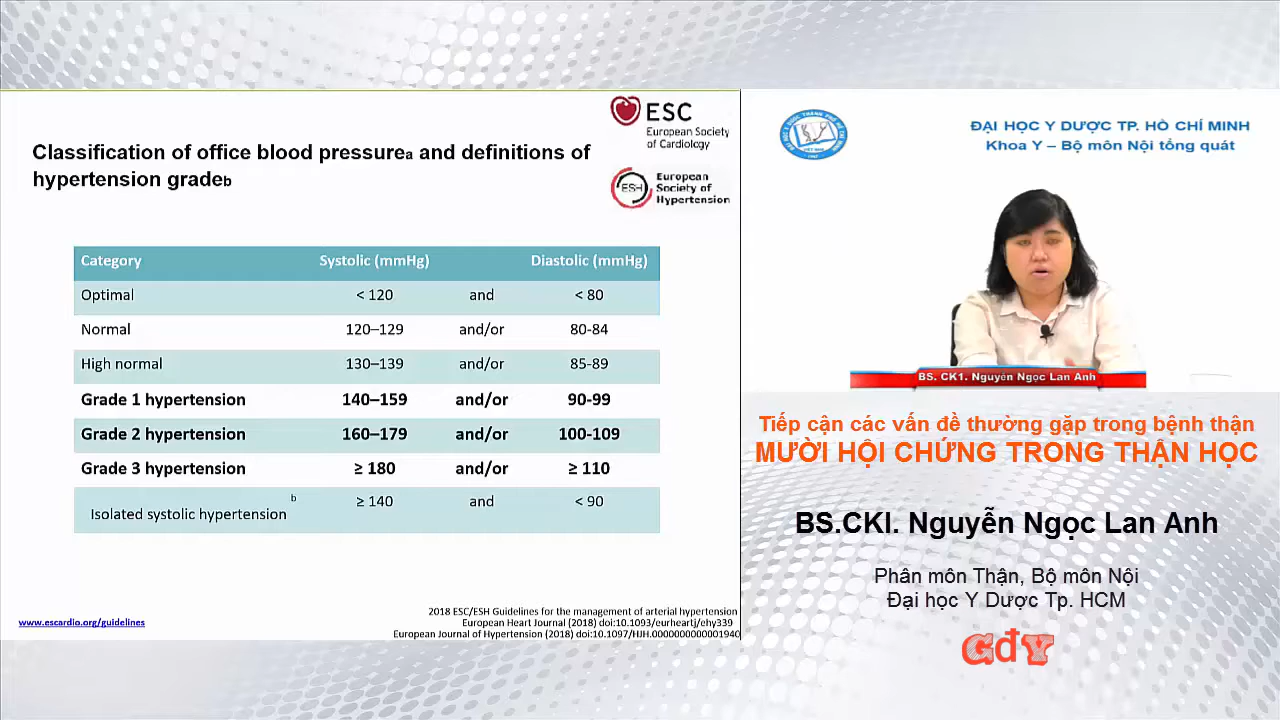 Classification of office blood pressurea and definitions of
hypertension gradeb
ESC
European Society
of Cardiology
ESH
European
Society of
Hypertension
Category Systolic (mmHg) Diastolic (mmHg)
Optimal < 120 and < 80
Normal 120–129 and/or 80-84
High normal 130–139 and/or 85-89
Grade 1 hypertension 140–159 and/or 90-99
Grade 2 hypertension 160–179 and/or 100-109
Grade 3 hypertension ≥ 180 and/or ≥ 110
Isolated systolic hypertension b ≥ 140 and < 90
2018 ESC/ESH Guidelines for the management of arterial hypertension
www.escardio.org/guidelines
European Heart Journal (2018) doi:10.1093/eurheartj/ehy339
European Journal of Hypertension (2018) doi:10.1097/HJH.0000000000001940
ĐẠI HỌC Y DƯỢC TP. HỒ CHÍ MINH
Khoa Y – Bộ môn Nội tổng quát
BS. CK1. Nguyễn Ngọc Lan Anh
Tiếp cận các vấn đề thường gặp trong bệnh thận
MƯỜI HỘI CHỨNG TRONG THẬN HỌC
BS.CKI. Nguyễn Ngọc Lan Anh
Phân môn Thận, Bộ môn Nội
Đại học Y Dược Tp. HCM
GđY